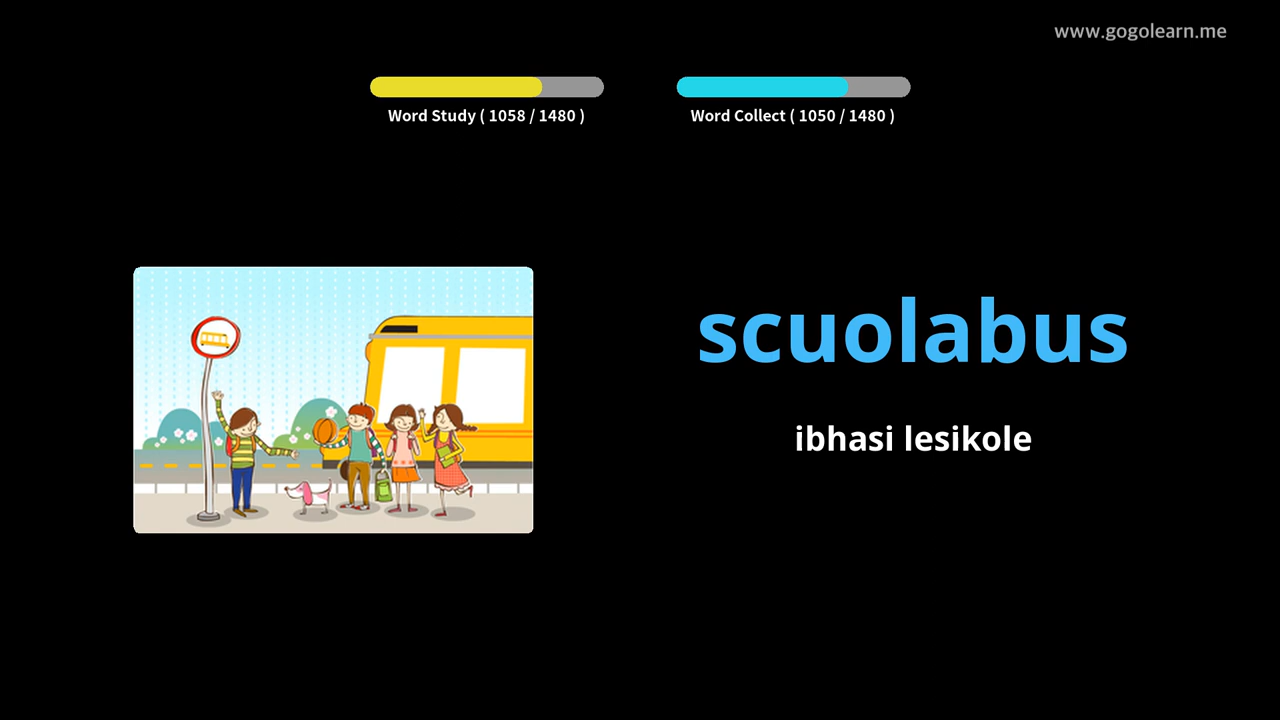 www.gogolearn.me
Word Study ( 1058 / 1480 )
Word Collect ( 1050 / 1480 )
scuolabus
ibhasi lesikole